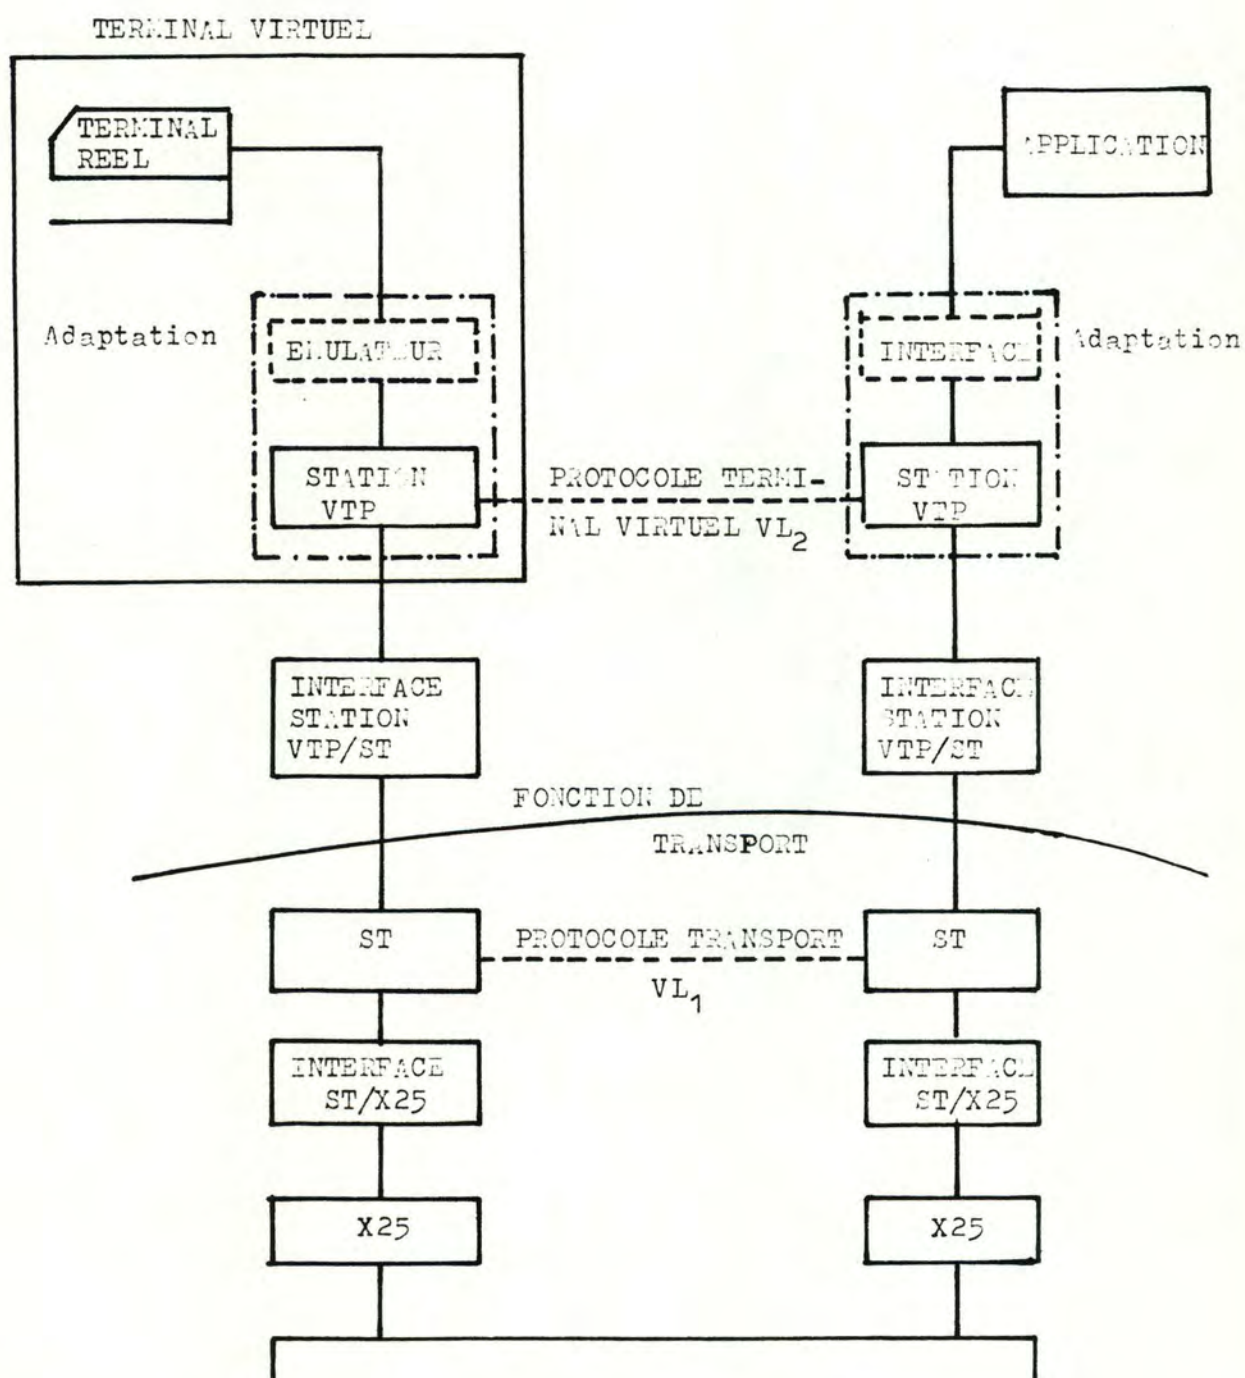 TERMINAL VIRTUEL
TERMINAL
REEL
APPLICATION
Adaptation
EMULATEUR
INTERFACE
Adaptation
STATION
VTP
PROTOCOLE TERMI-
NAL VIRTUEL VL2
STATION
VTP
INTERFACE
STATION
VTP/ST
INTERFACE
STATION
VTP/ST
FONCTION DE
TRANSPORT
ST
PROTOCOLE TRANSPORT
VL1
ST
INTERFACE
ST/X25
INTERFACE
ST/X25
X25
X25